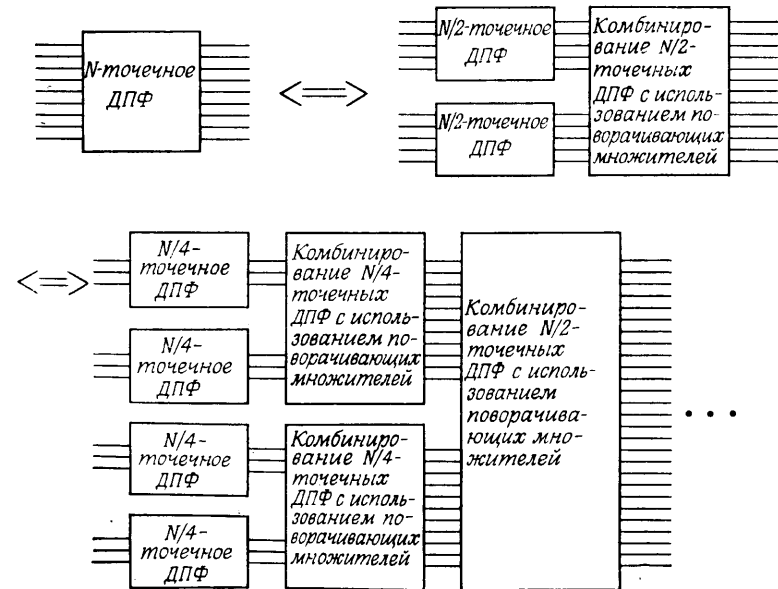 N-точечное
ДПФ
N/2-точечное
ДПФ
N/2-точечное
ДПФ
Комбиниро-
вание N/2-
точечных
ДПФ с исполь-
зованием по-
ворачивающих
множителей
N/4-
точечное
ДПФ
N/4-
точечное
ДПФ
N/4-
точечное
ДПФ
N/4-
точечное
ДПФ
Комбиниро-
вание N/4-
точечных
ДПФ с исполь-
зованием по-
ворачивающих
множителей
Комбиниро-
вание N/4-
точечных
ДПФ с исполь-
зованием по-
ворачивающих
множителей
Комбиниро-
вание N/2-
точечных
ДПФ с исполь-
зованием
поворачива-
ющих мно-
жителей